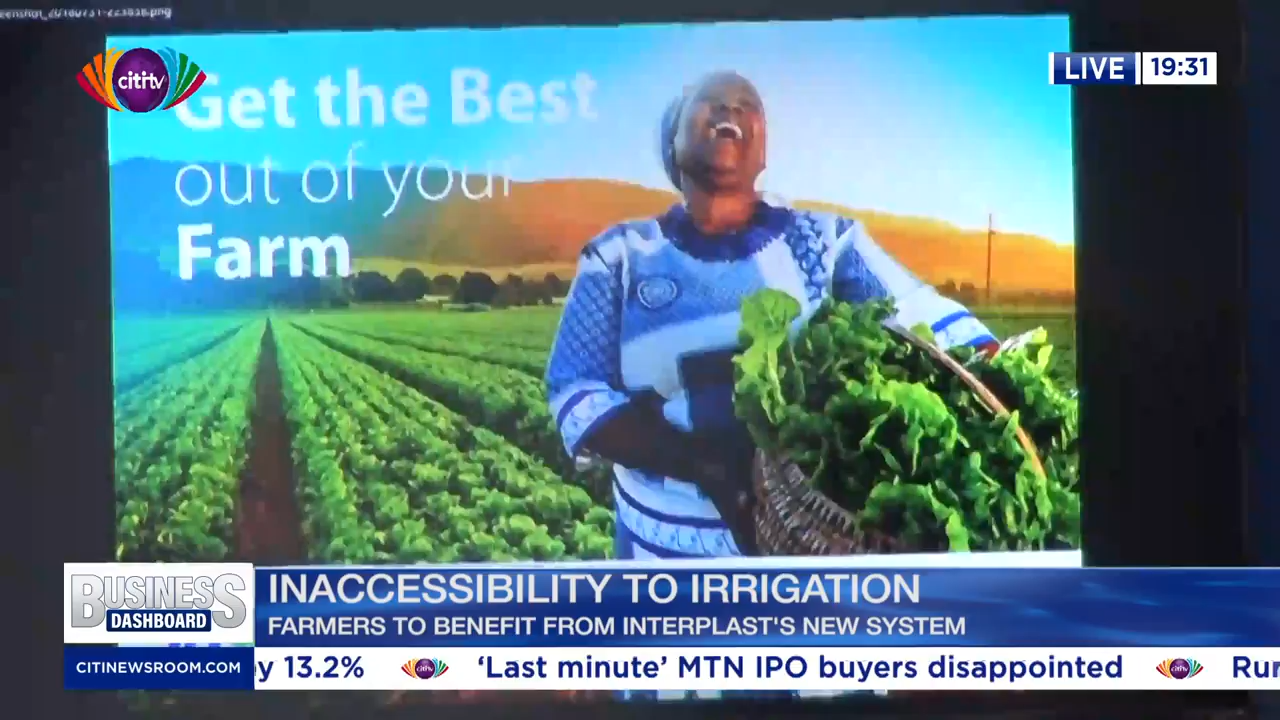 citi tv
LIVE 19:31
Get the Best
out of your
Farm
BUSINESS
DASHBOARD
INACCESSIBILITY TO IRRIGATION
FARMERS TO BENEFIT FROM INTERPLAST'S NEW SYSTEM
CITINEWSROOM.COM
13.2% ‘Last minute’ MTN IPO buyers disappointed